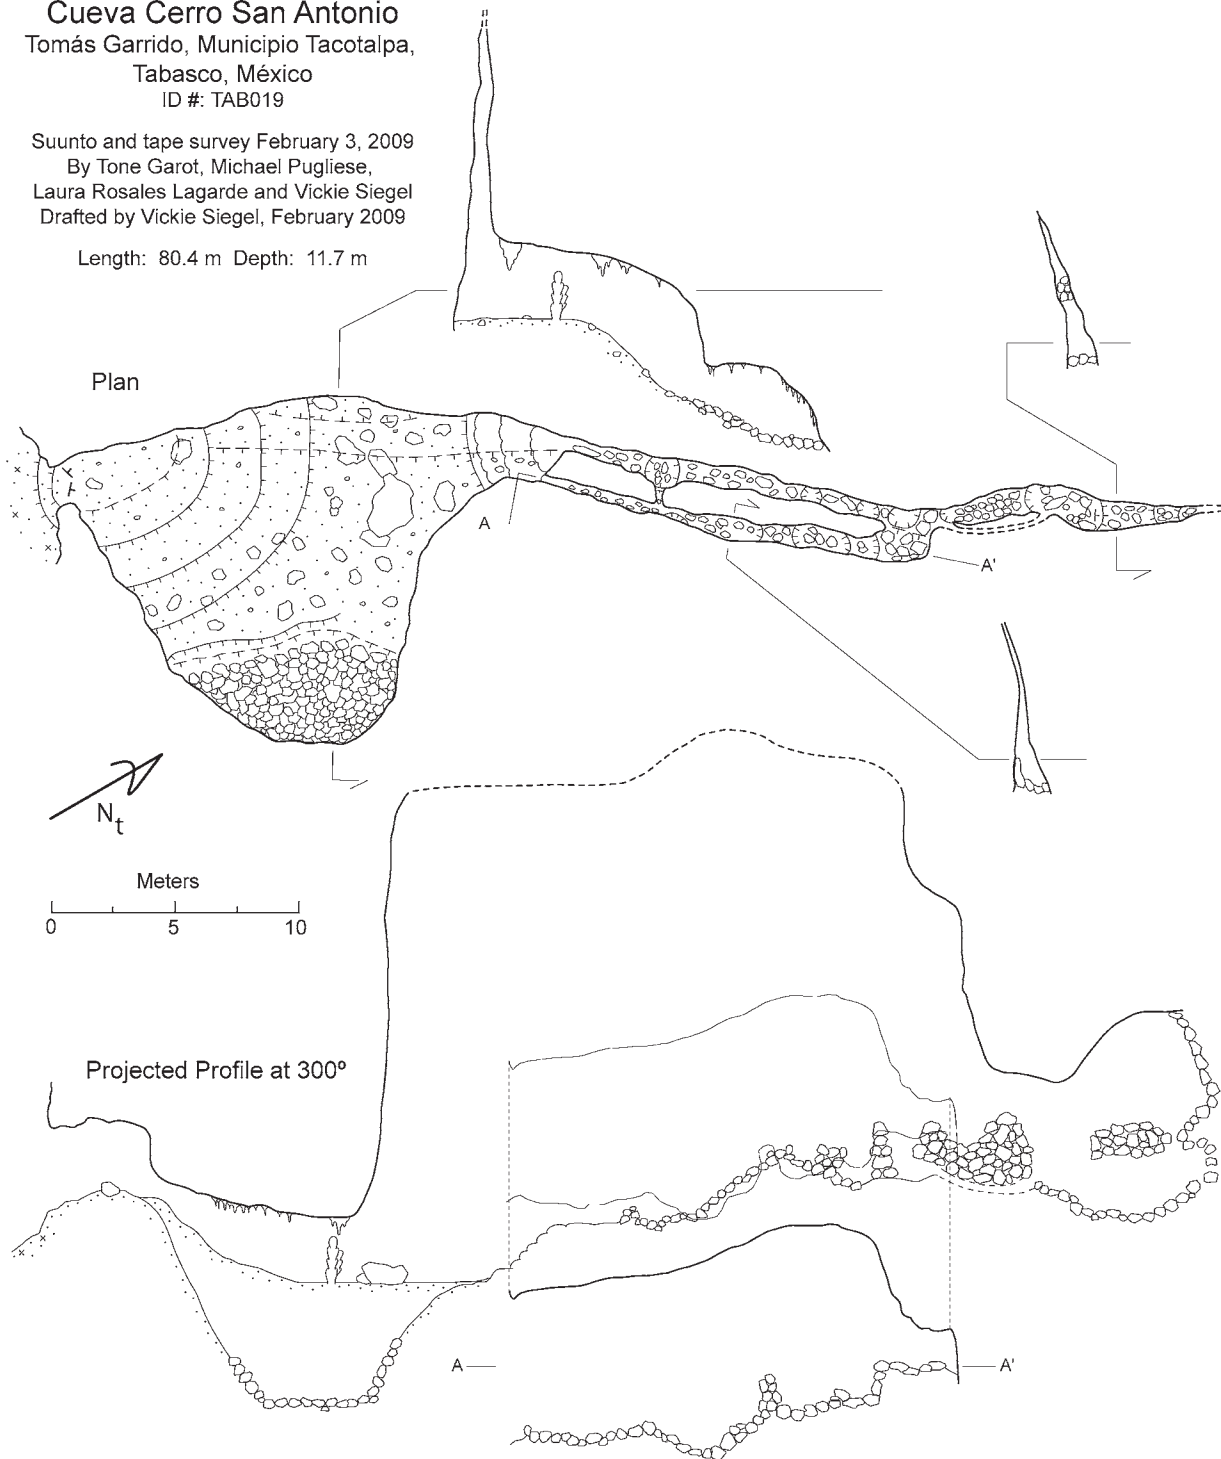 Cueva Cerro San Antonio
Tomás Garrido, Municipio Tacotalpa,
Tabasco, México
ID #: TAB019
Suunto and tape survey February 3, 2009
By Tone Garot, Michael Pugliese,
Laura Rosales Lagarde and Vickie Siegel
Drafted by Vickie Siegel, February 2009
Length: 80.4 m Depth: 11.7 m
Plan
A
A'
Nt
Meters
0 5 10
Projected Profile at 300º
A
A'